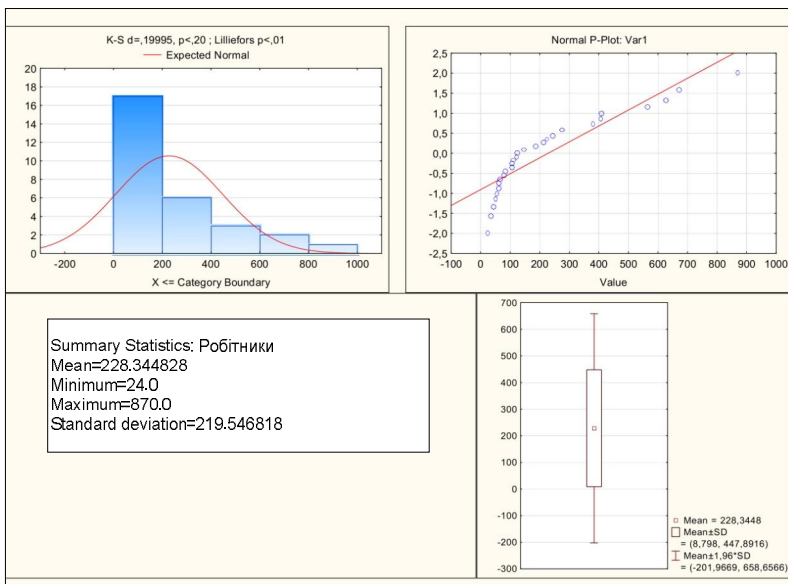 K-S d=,19995, p<,20 ; Lilliefors p<,01
Expected Normal
20
18
16
14
12
10
8
6
4
2
0
-200 0 200 400 600 800 1000
X <= Category Boundary
Normal P-Plot: Var1
2,5
2,0
1,5
1,0
0,5
0,0
-0,5
-1,0
-1,5
-2,0
-2,5
-100 0 100 200 300 400 500 600 700 800 900 1000
Value
Summary Statistics: Робітники
Mean=228.344828
Minimum=24.0
Maximum=870.0
Standard deviation=219.546818
700
600
500
400
300
200
100
0
-100
-200
-300
Mean = 228,3448
Mean±SD
= (8,798, 447,8916)
Mean±1,96*SD
= (-201,9669, 658,6566)